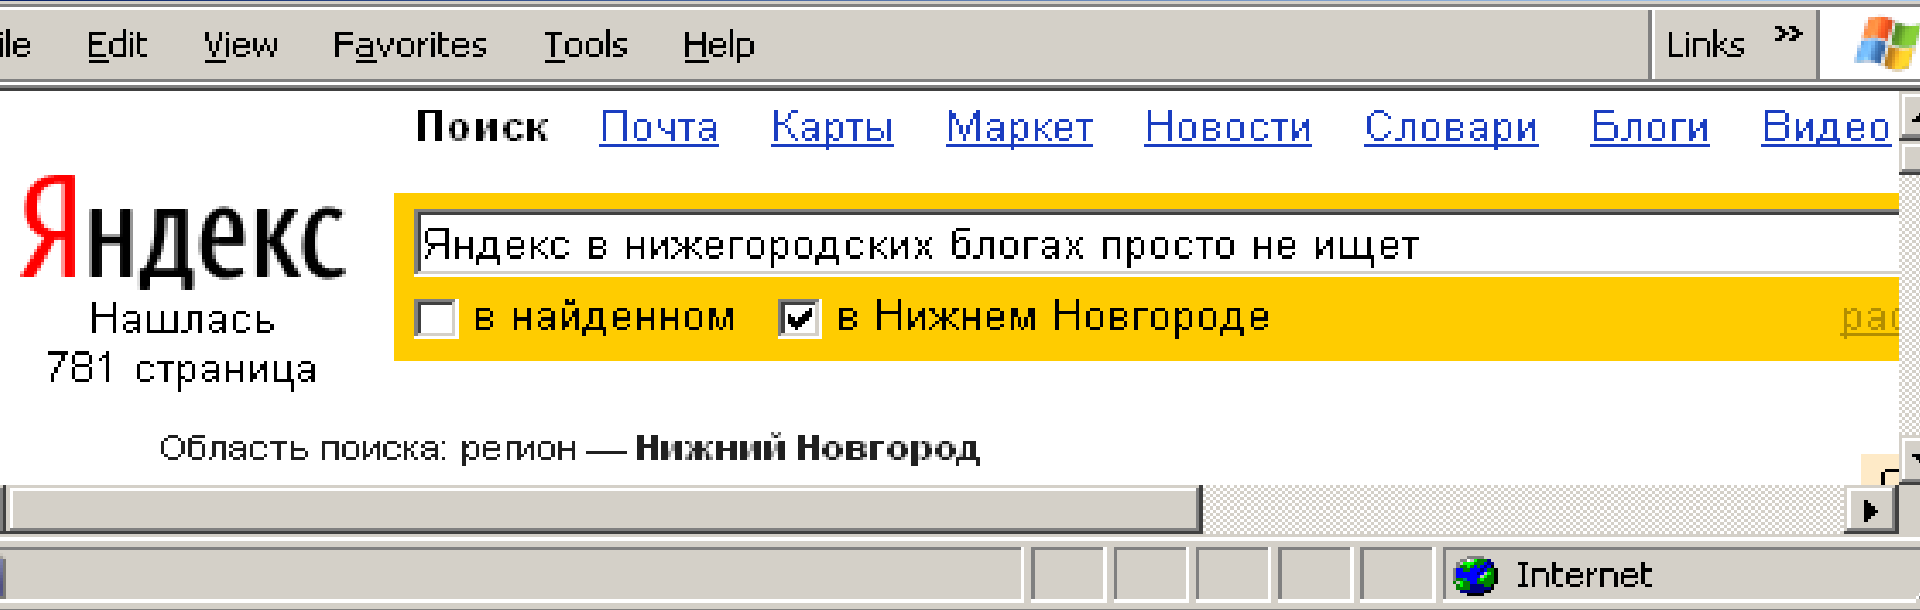 Edit View Favorites Tools Help Links »
Поиск Почта Карты Маркет Новости Словари Блоги Видео
Яндекс
Яндекс в нижегородских блогах просто не ищет
в найденном в Нижнем Новгороде
Нашлась
781 страница
Область поиска: регион — Нижний Новгород
Internet